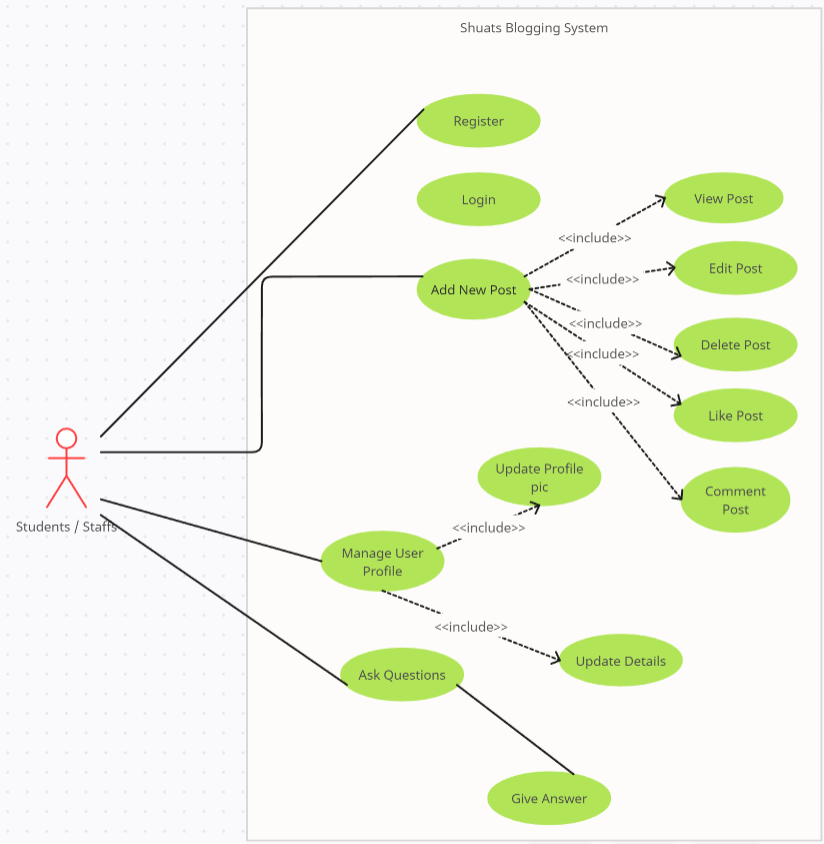 Shuats Blogging System
Register
Login
View Post
<<include>>
Edit Post
<<include>>
Add New Post
<<include>>
Delete Post
<<include>>
<<include>>
Like Post
Update Profile
pic
Comment
Post
Students / Staffs
<<include>>
Manage User
Profile
<<include>>
Update Details
Ask Questions
Give Answer